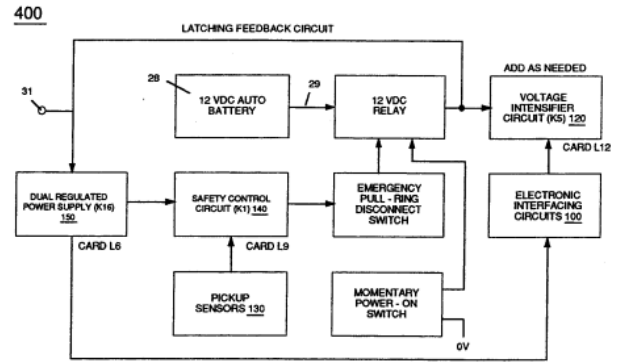 400
LATCHING FEEDBACK CIRCUIT
31
28
29
12 VDC AUTO
BATTERY
12 VDC
RELAY
ADD AS NEEDED
VOLTAGE
INTENSIFIER
CIRCUIT (K5) 120
CARD L12
DUAL REGULATED
POWER SUPPLY (K16)
150
CARD L6
SAFETY CONTROL
CIRCUIT (K1) 140
CARD L9
EMERGENCY
PULL - RING
DISCONNECT
SWITCH
ELECTRONIC
INTERFACING
CIRCUITS 100
PICKUP
SENSORS 130
MOMENTARY
POWER - ON
SWITCH
0V